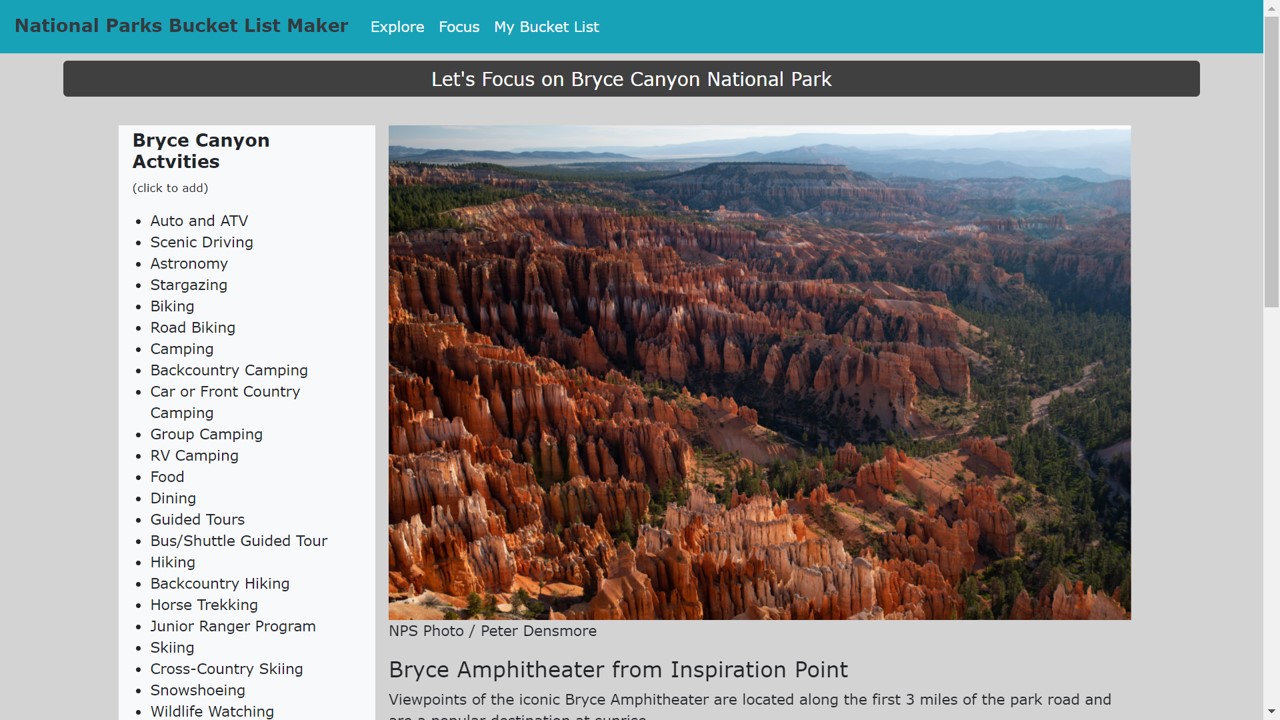 National Parks Bucket List Maker
Explore
Focus
My Bucket List
Let's Focus on Bryce Canyon National Park
Bryce Canyon
Actvities
(click to add)
Auto and ATV
Scenic Driving
Astronomy
Stargazing
Biking
Road Biking
Camping
Backcountry Camping
Car or Front Country
Camping
Group Camping
RV Camping
Food
Dining
Guided Tours
Bus/Shuttle Guided Tour
Hiking
Backcountry Hiking
Horse Trekking
Junior Ranger Program
Skiing
Cross-Country Skiing
Snowshoeing
Wildlife Watching
NPS Photo / Peter Densmore
Bryce Amphitheater from Inspiration Point
Viewpoints of the iconic Bryce Amphitheater are located along the first 3 miles of the park road and
are a popular destination at sunrise.